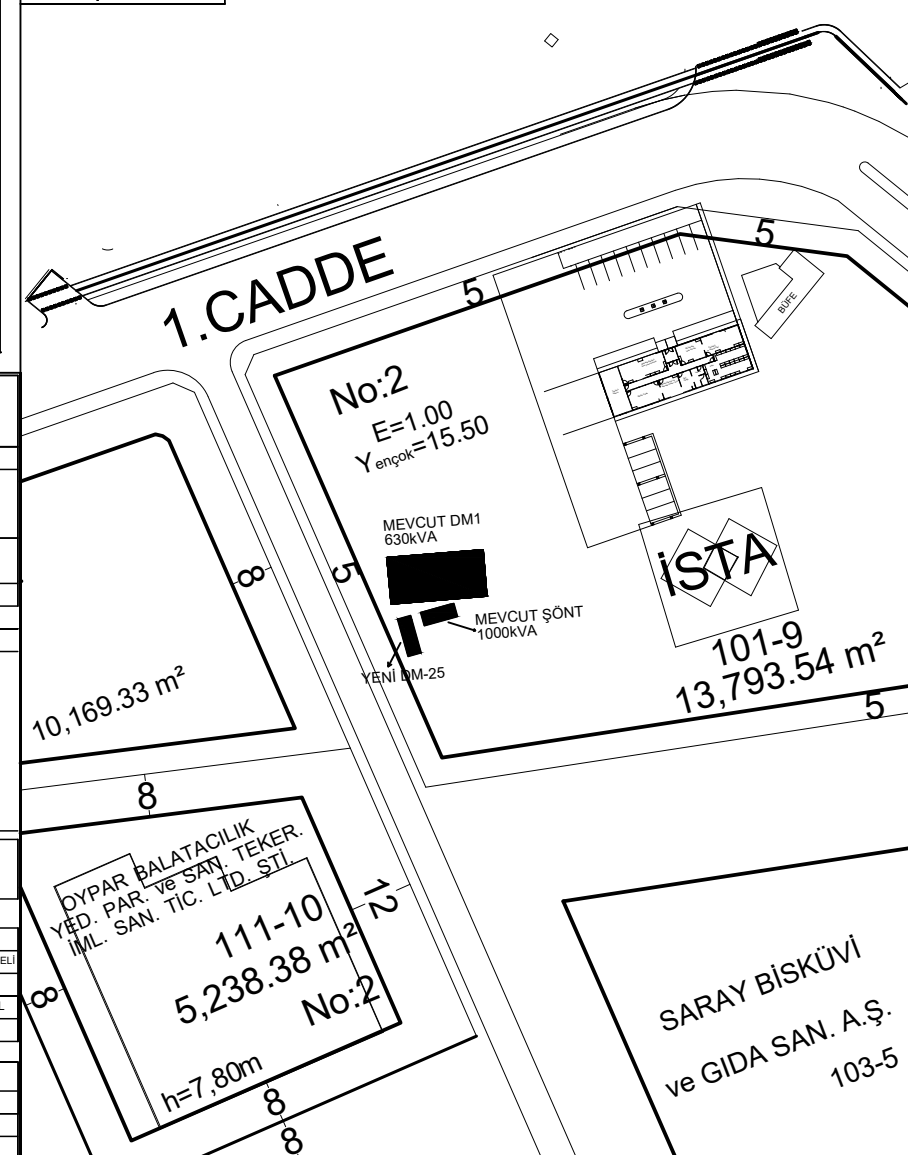 1.CADDE
5
5
BÜFE
No:2
E=1.00
Yençok=15.50
MEVCUT DM1
630kVA
8
5
MEVCUT ŞÖNT
1000kVA
YENİ DM-25
İSTA
101-9
13,793.54 m²
5
10,169.33 m²
8
OYPAR BALATACILIK
YED. PAR. ve SAN. TEKER.
İML. SAN. TİC. LTD. ŞTİ.
12
111-10
5,238.38 m²
No:2
8
h=7,80m
8
8
SARAY BİSKÜVİ
ve GIDA SAN. A.Ş.
103-5
ELİ
L